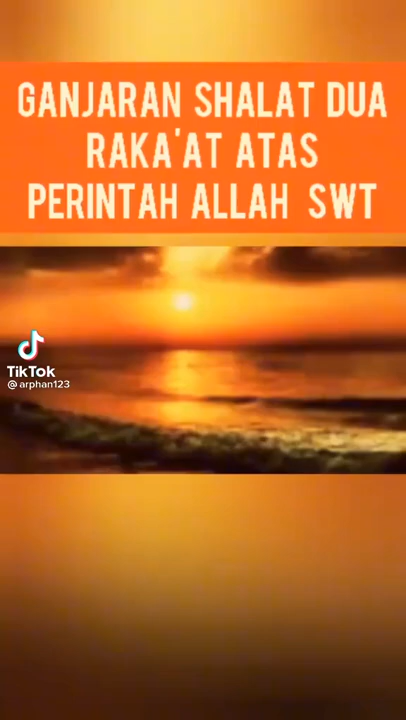 GANJARAN SHALAT DUA
RAKA'AT ATAS
PERINTAH ALLAH SWT
TikTok
@arphan123